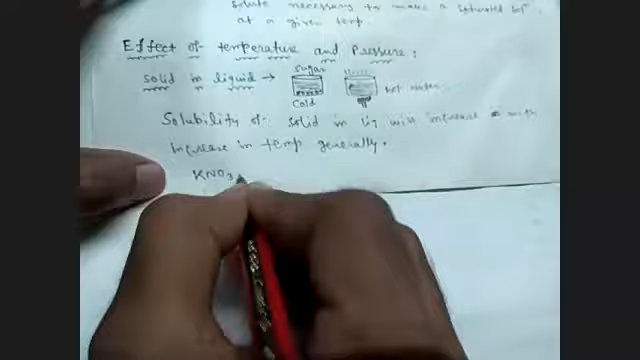 solute necessary to make a saturated solⁿ.
at a given temp.
Effect of temperature and Pressure:
solid in liquid →
sugar
cold
hot water
Solubility of solid in liq will increase with
increase in temp generally.
KNO₃